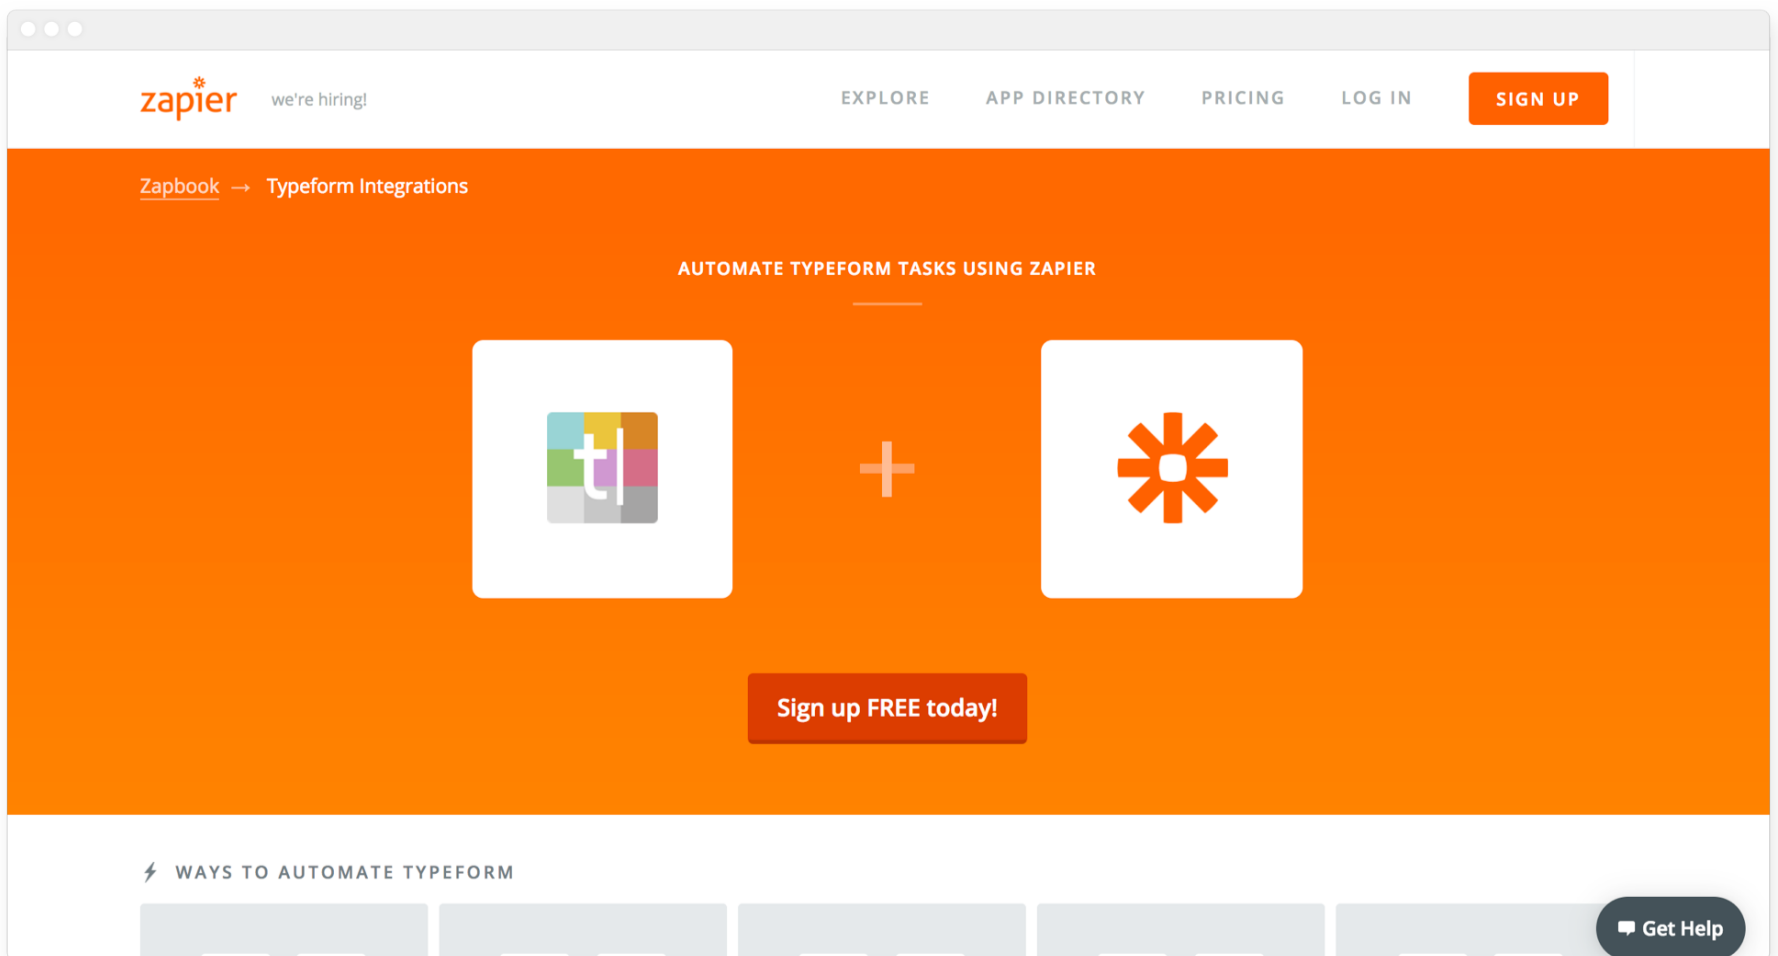 zapier we're hiring! EXPLORE APP DIRECTORY PRICING LOG IN SIGN UP
Zapbook → Typeform Integrations
AUTOMATE TYPEFORM TASKS USING ZAPIER
t
Sign up FREE today!
WAYS TO AUTOMATE TYPEFORM
Get Help